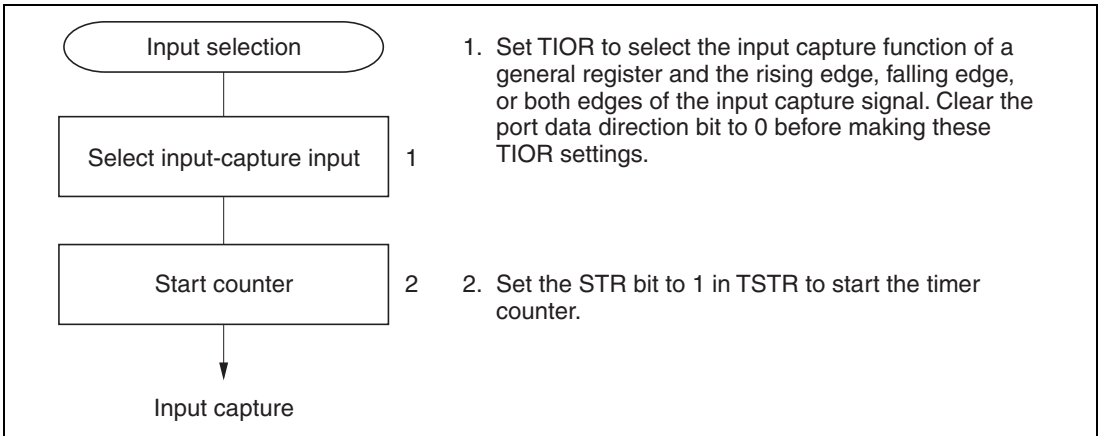 Input selection
Select input-capture input 1
Start counter 2
Input capture
1. Set TIOR to select the input capture function of a
general register and the rising edge, falling edge,
or both edges of the input capture signal. Clear the
port data direction bit to 0 before making these
TIOR settings.
2. Set the STR bit to 1 in TSTR to start the timer
counter.